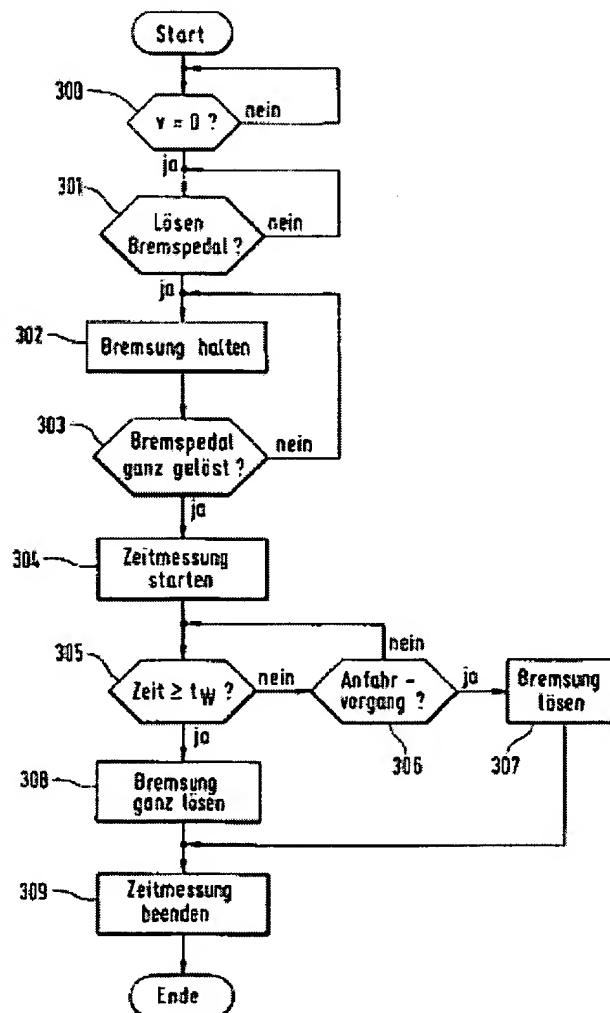 Start
300
v = 0 ?
nein
ja
301
Lösen
Bremspedal ?
nein
ja
302
Bremsung halten
303
Bremspedal
ganz gelöst ?
nein
ja
304
Zeitmessung
starten
305
Zeit ≥ tW ?
nein
nein
Anfahr-
vorgang ?
306
ja
Bremsung
lösen
307
ja
308
Bremsung
ganz lösen
309
Zeitmessung
beenden
Ende